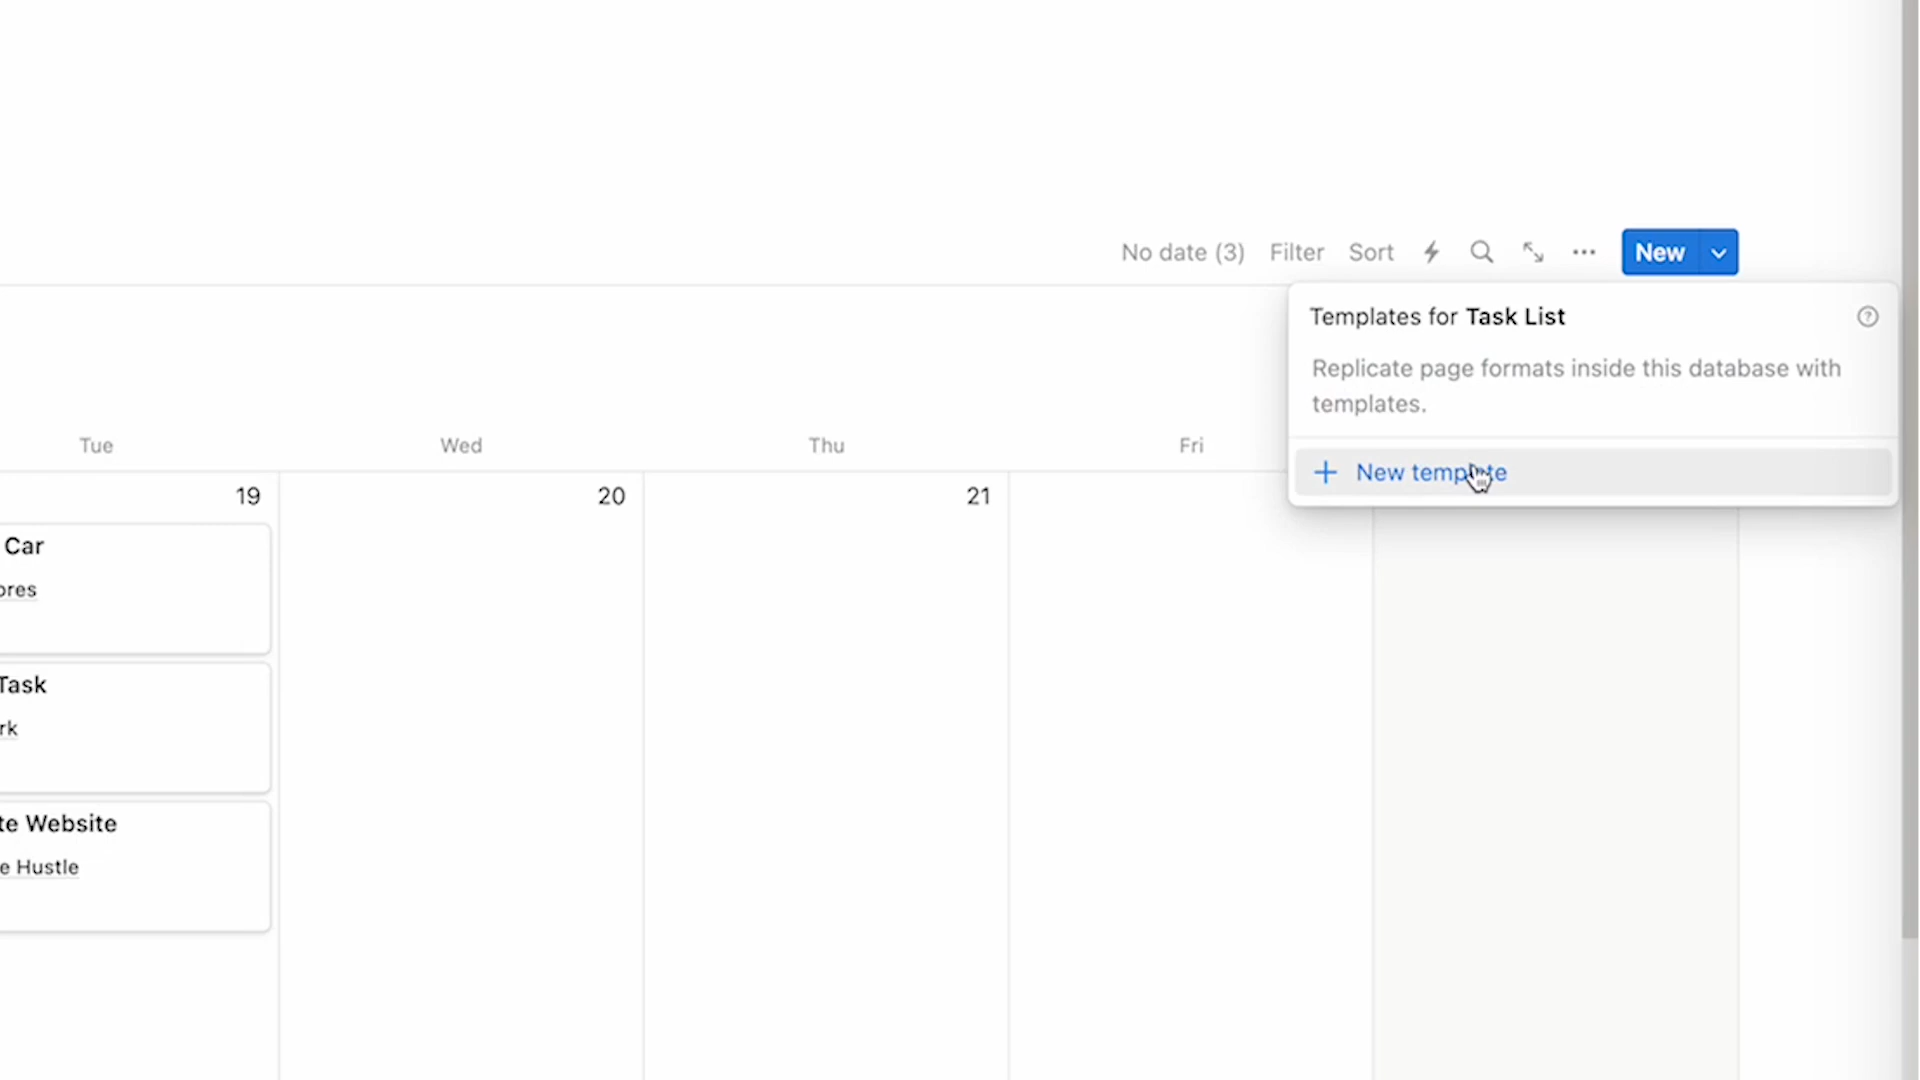 No date (3) Filter Sort New
Templates for Task List
Replicate page formats inside this database with
templates.
New template
Tue Wed Thu Fri
19 20 21
Car
ores
Task
rk
te Website
e Hustle